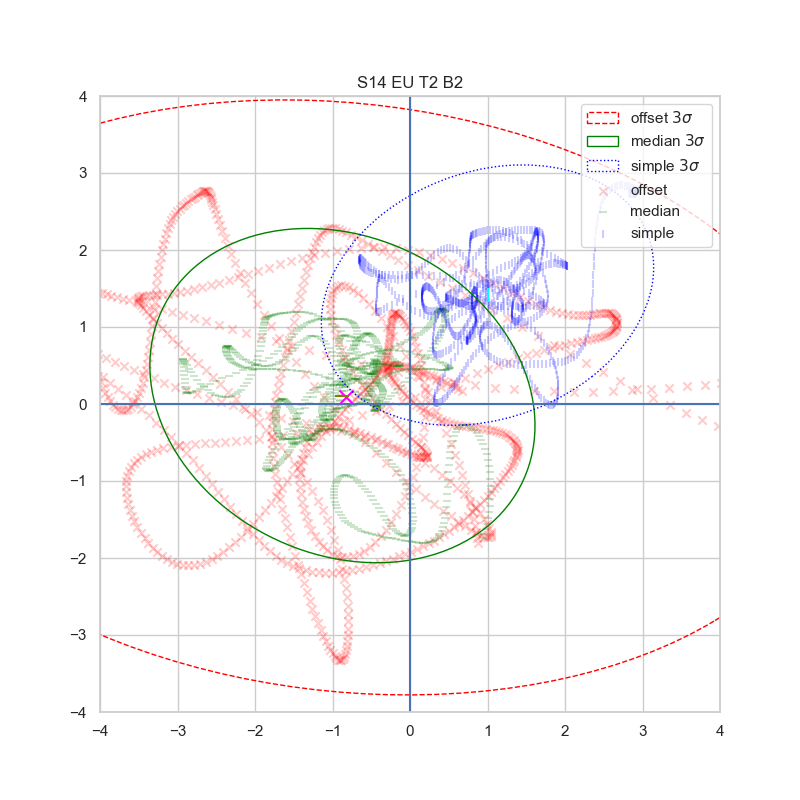 S14 EU T2 B2
offset 3σ
median 3σ
simple 3σ
offset
median
simple
4
3
2
1
0
−1
−2
−3
−4
−4 −3 −2 −1 0 1 2 3 4